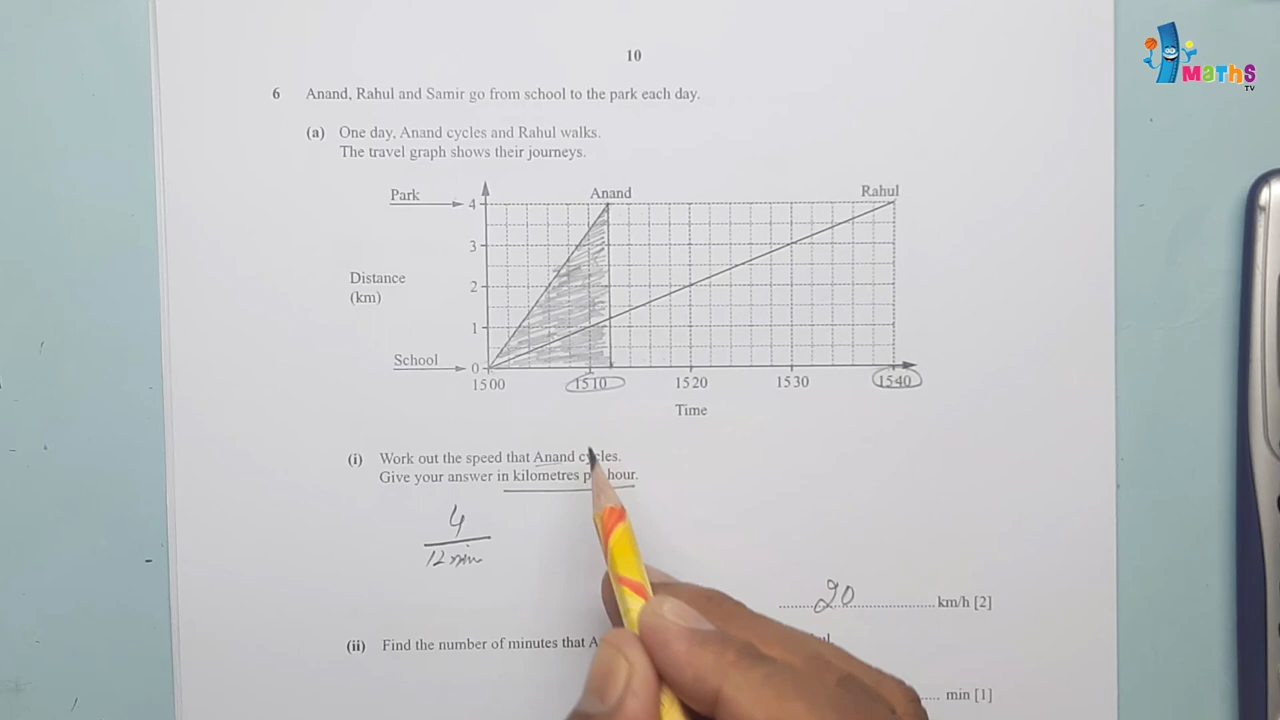 10
MaTHS
TV
6 Anand, Rahul and Samir go from school to the park each day.
(a) One day, Anand cycles and Rahul walks.
The travel graph shows their journeys.
Park
Anand
Rahul
4
3
Distance
(km)
2
1
School
0
1500 1510 1520 1530 1540
Time
(i) Work out the speed that Anand cycles.
Give your answer in kilometres hour.
4
12 min
20 km/h [2]
(ii) Find the number of minutes that
min [1]